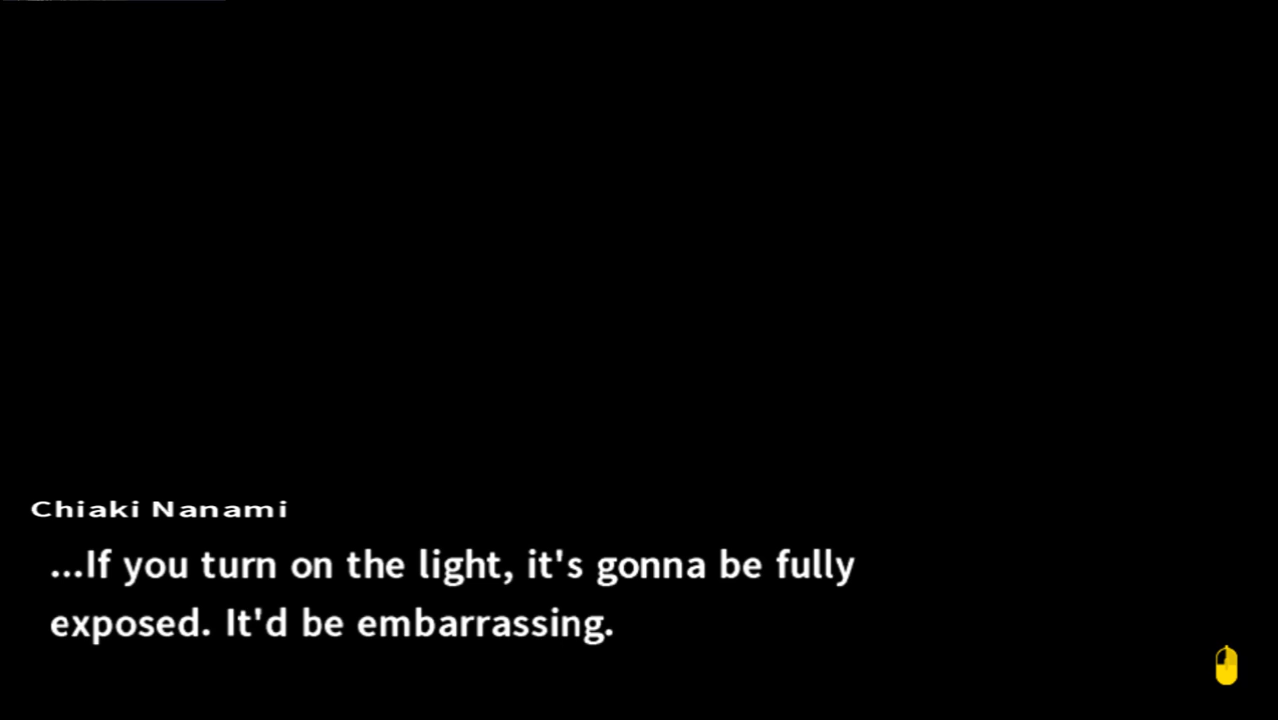 Chiaki Nanami
...If you turn on the light, it's gonna be fully
exposed. It'd be embarrassing.